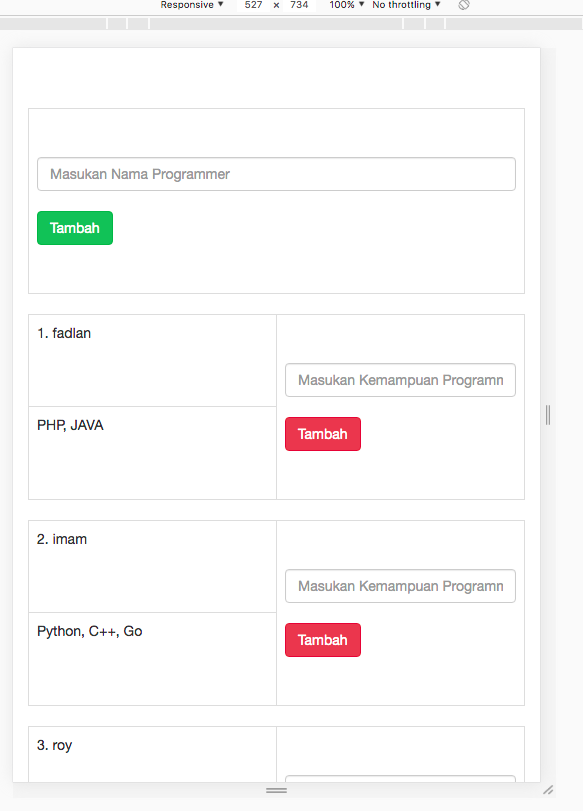 Responsive ▼ 527 × 734 100% ▼ No throttling ▼
Masukan Nama Programmer
Tambah
1. fadlan
PHP, JAVA
Masukan Kemampuan Programn
Tambah
2. imam
Python, C++, Go
Masukan Kemampuan Programn
Tambah
3. roy